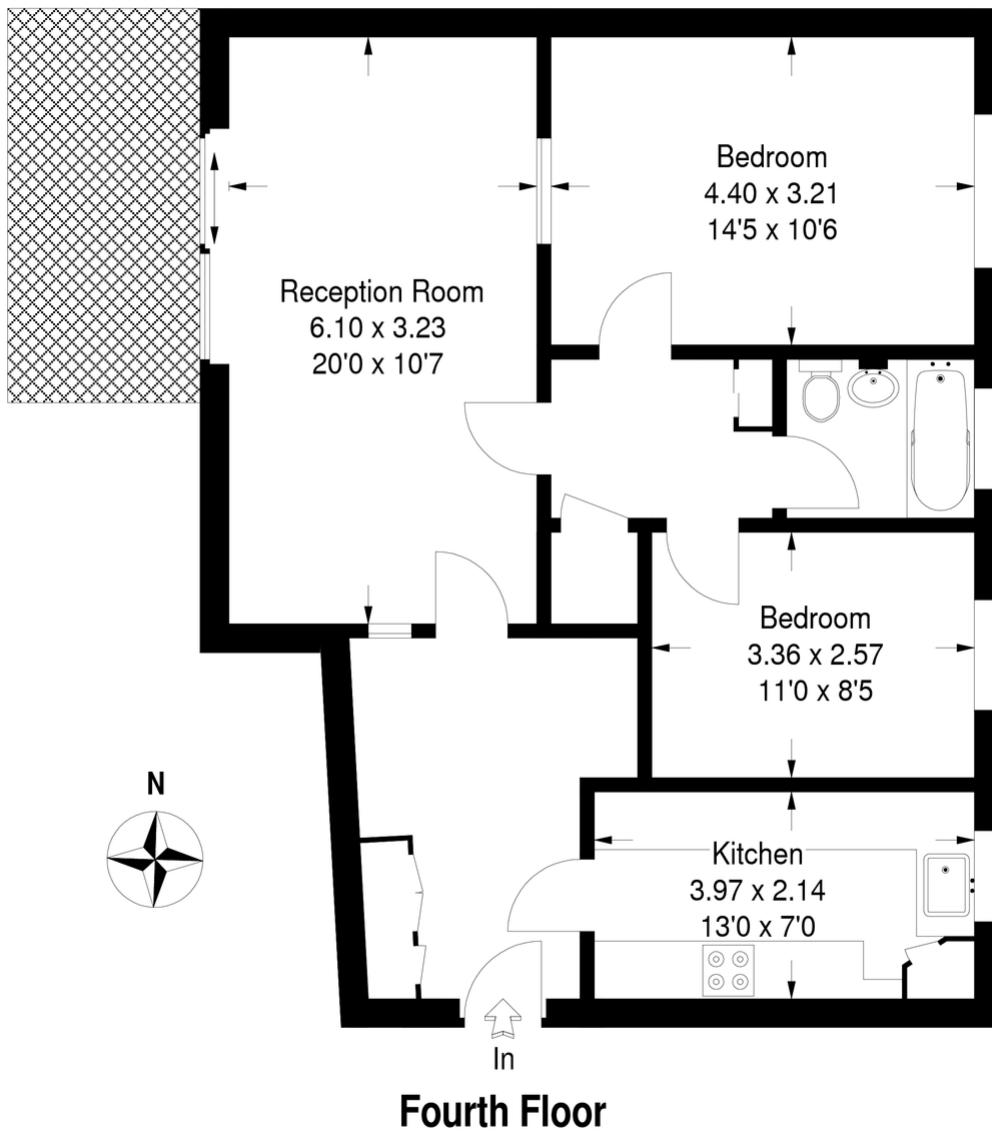 Bedroom
4.40 x 3.21
14'5 x 10'6
Reception Room
6.10 x 3.23
20'0 x 10'7
Bedroom
3.36 x 2.57
11'0 x 8'5
N
Kitchen
3.97 x 2.14
13'0 x 7'0
In
Fourth Floor